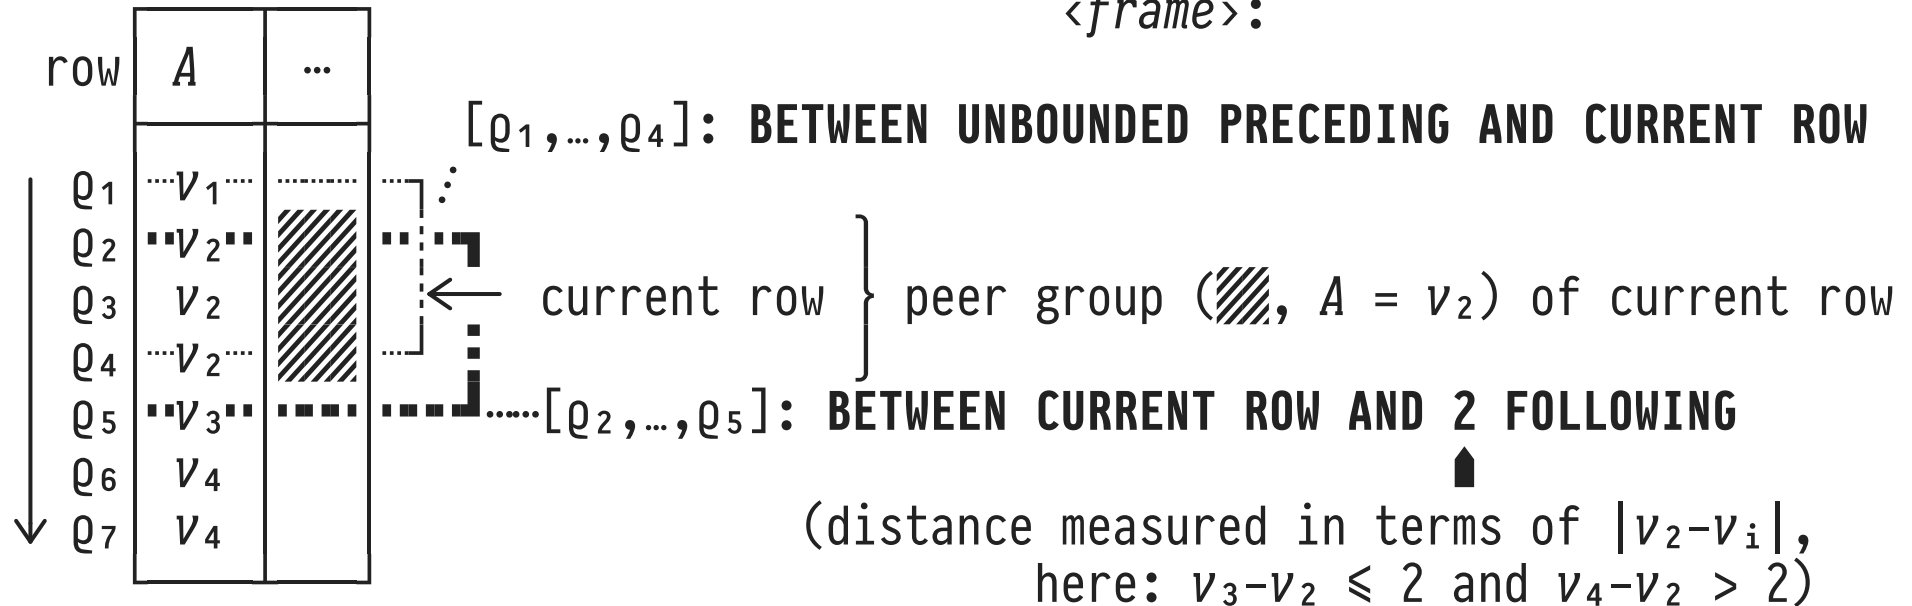 <frame>:
row A …
[ϱ₁,…,ϱ₄]: BETWEEN UNBOUNDED PRECEDING AND CURRENT ROW
ϱ₁ v₁
ϱ₂ v₂
ϱ₃ v₂ current row } peer group ( , A = v₂) of current row
ϱ₄ v₂
ϱ₅ v₃ [ϱ₂,…,ϱ₅]: BETWEEN CURRENT ROW AND 2 FOLLOWING
ϱ₆ v₄
ϱ₇ v₄
(distance measured in terms of |v₂−vᵢ|,
here: v₃−v₂ ⩽ 2 and v₄−v₂ > 2)